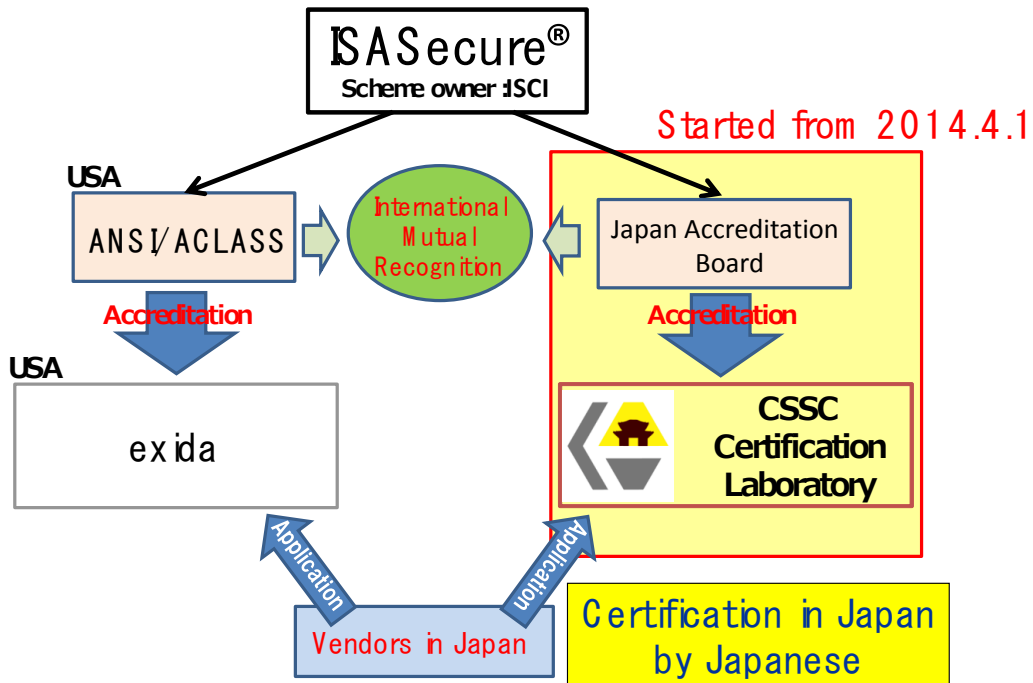 ISASecure®
Scheme owner :ISCI
Started from 2014.4.1
USA
ANSI/ACLASS
International
Mutual
Recognition
Japan Accreditation
Board
Accreditation
Accreditation
USA
exida
CSSC
Certification
Laboratory
Application
Application
Vendors in Japan
Certification in Japan
by Japanese